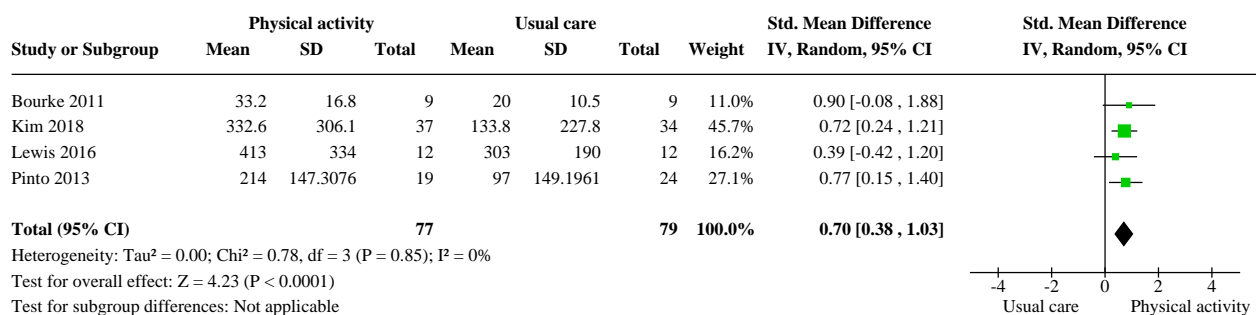 Physical activity Usual care Std. Mean Difference Std. Mean Difference
Study or Subgroup Mean SD Total Mean SD Total Weight IV, Random, 95% CI IV, Random, 95% CI
Bourke 2011 33.2 16.8 9 20 10.5 9 11.0% 0.90 [-0.08 , 1.88]
Kim 2018 332.6 306.1 37 133.8 227.8 34 45.7% 0.72 [0.24 , 1.21]
Lewis 2016 413 334 12 303 190 12 16.2% 0.39 [-0.42 , 1.20]
Pinto 2013 214 147.3076 19 97 149.1961 24 27.1% 0.77 [0.15 , 1.40]
Total (95% CI) 77 79 100.0% 0.70 [0.38 , 1.03]
Heterogeneity: Tau² = 0.00; Chi² = 0.78, df = 3 (P = 0.85); I² = 0%
Test for overall effect: Z = 4.23 (P < 0.0001)
-4 -2 0 2 4
Test for subgroup differences: Not applicable Usual care Physical activity